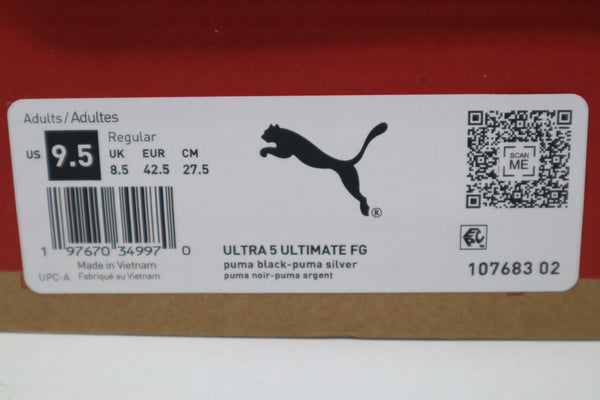 Adults/Adultes
Regular
US 9.5 UK EUR CM
8.5 42.5 27.5
SCAN
ME
®
1 97670 34997 0
Made in Vietnam
UPC-A Fabriqué au Vietnam
ULTRA 5 ULTIMATE FG
puma black-puma silver
puma noir-puma argent
107683 02